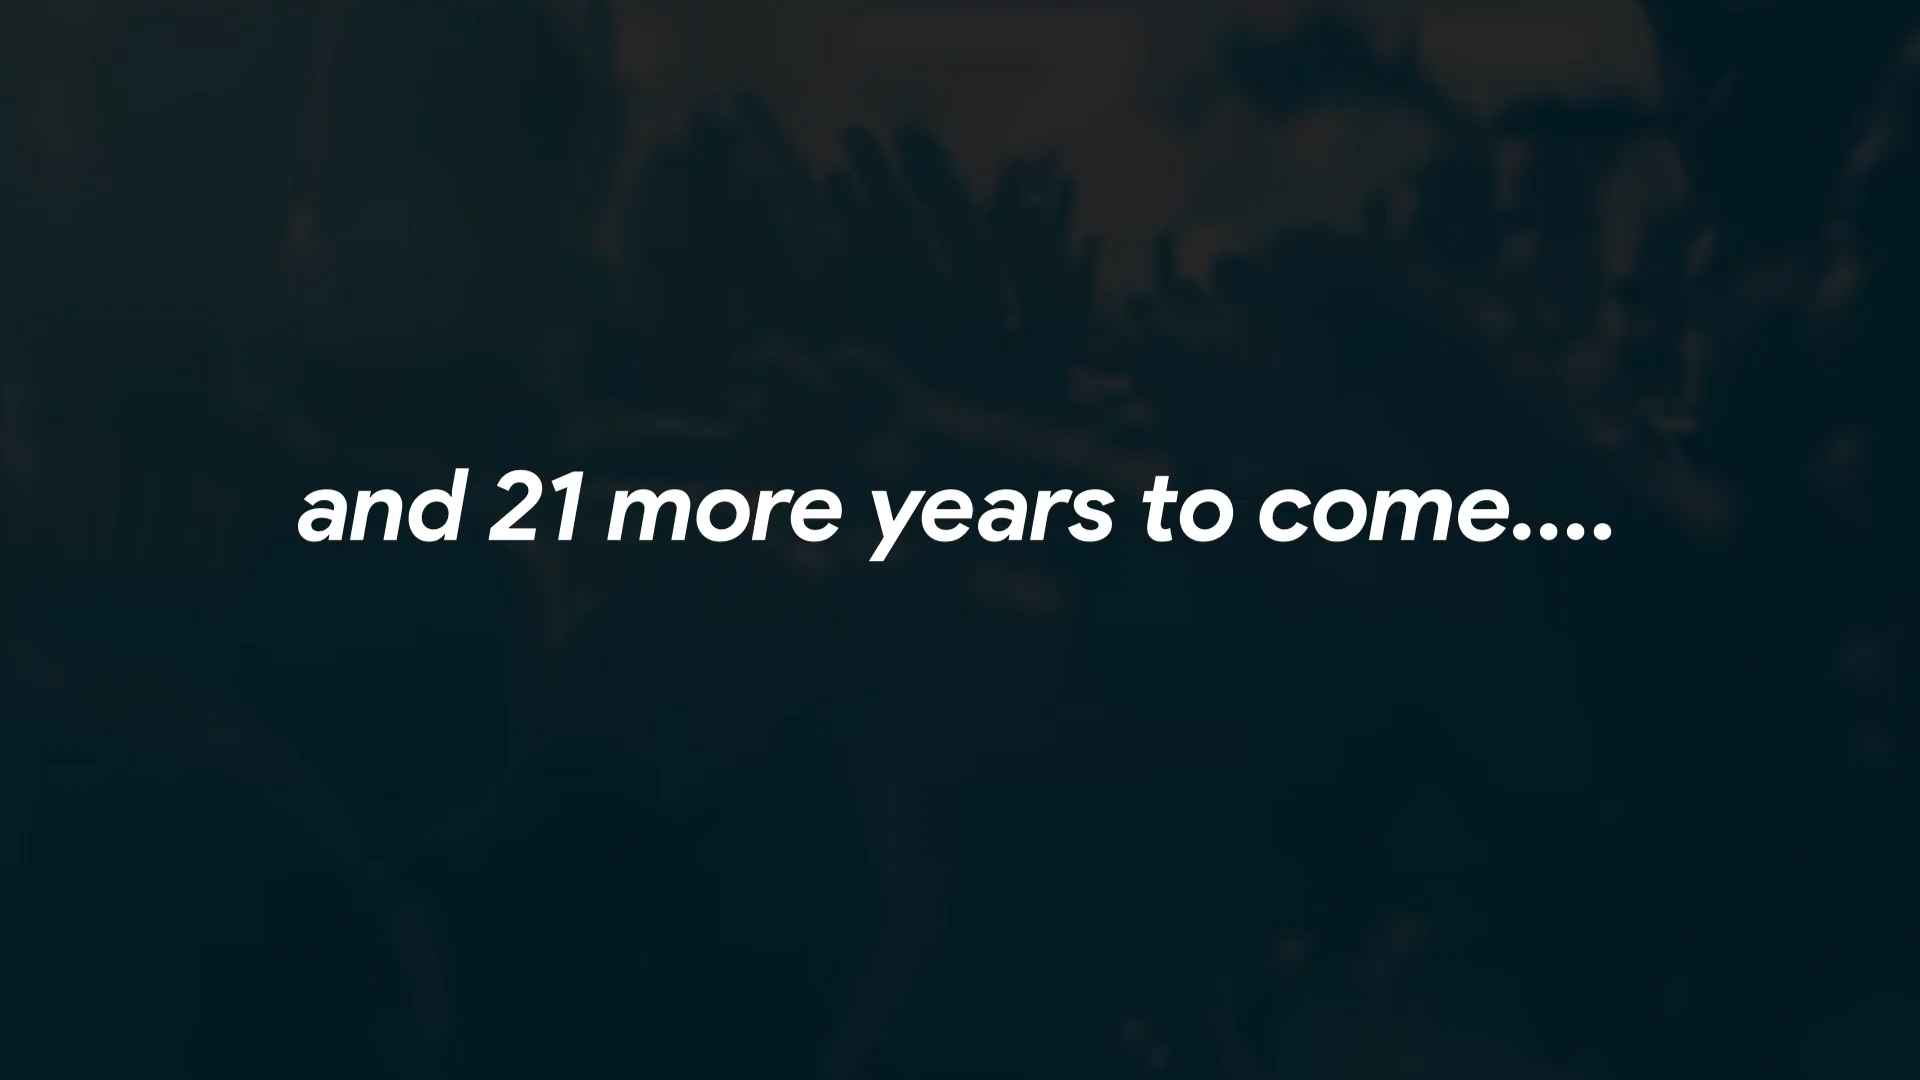 and 21 more years to come....